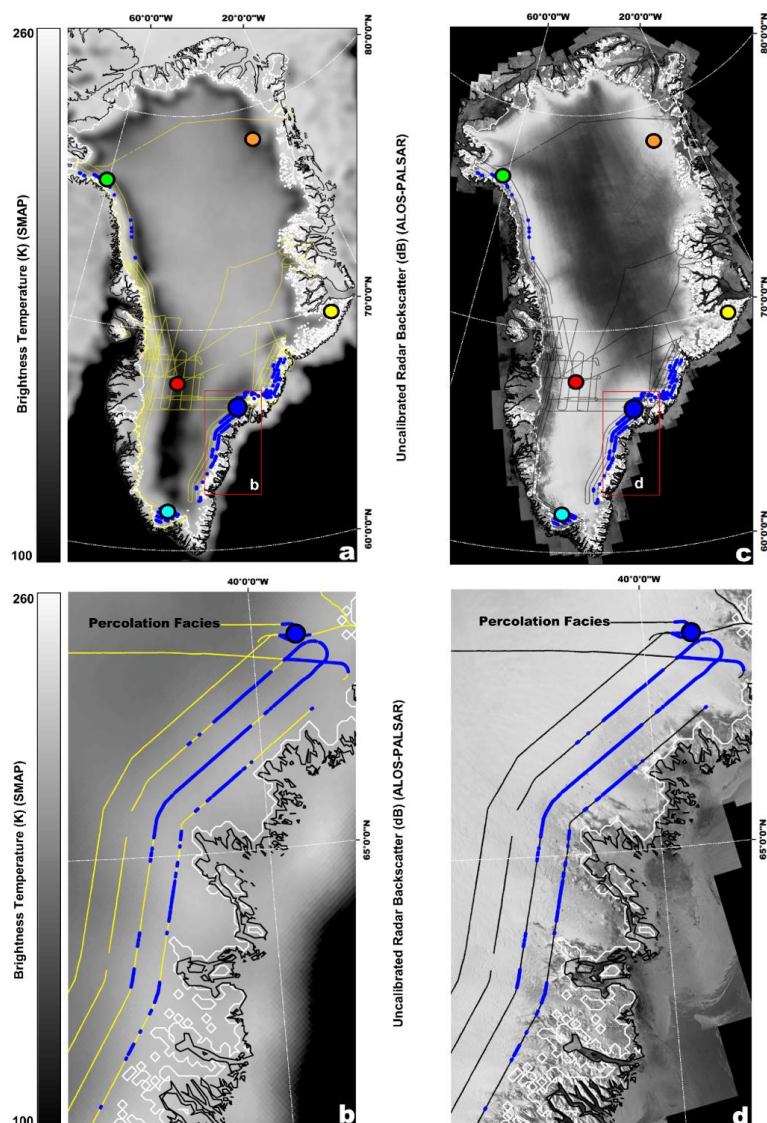 60°0'0"W
20°0'0"W
260
80°0'0"N
Brightness Temperature (K) (SMAP)
70°0'0"N
b
100
60°0'0"N
a
60°0'0"W
20°0'0"W
80°0'0"N
Uncalibrated Radar Backscatter (dB) (ALOS-PALSAR)
70°0'0"N
d
60°0'0"N
c
40°0'0"W
260
Percolation Facies
Brightness Temperature (K) (SMAP)
65°0'0"N
100
b
40°0'0"W
Percolation Facies
Uncalibrated Radar Backscatter (dB) (ALOS-PALSAR)
65°0'0"N
d